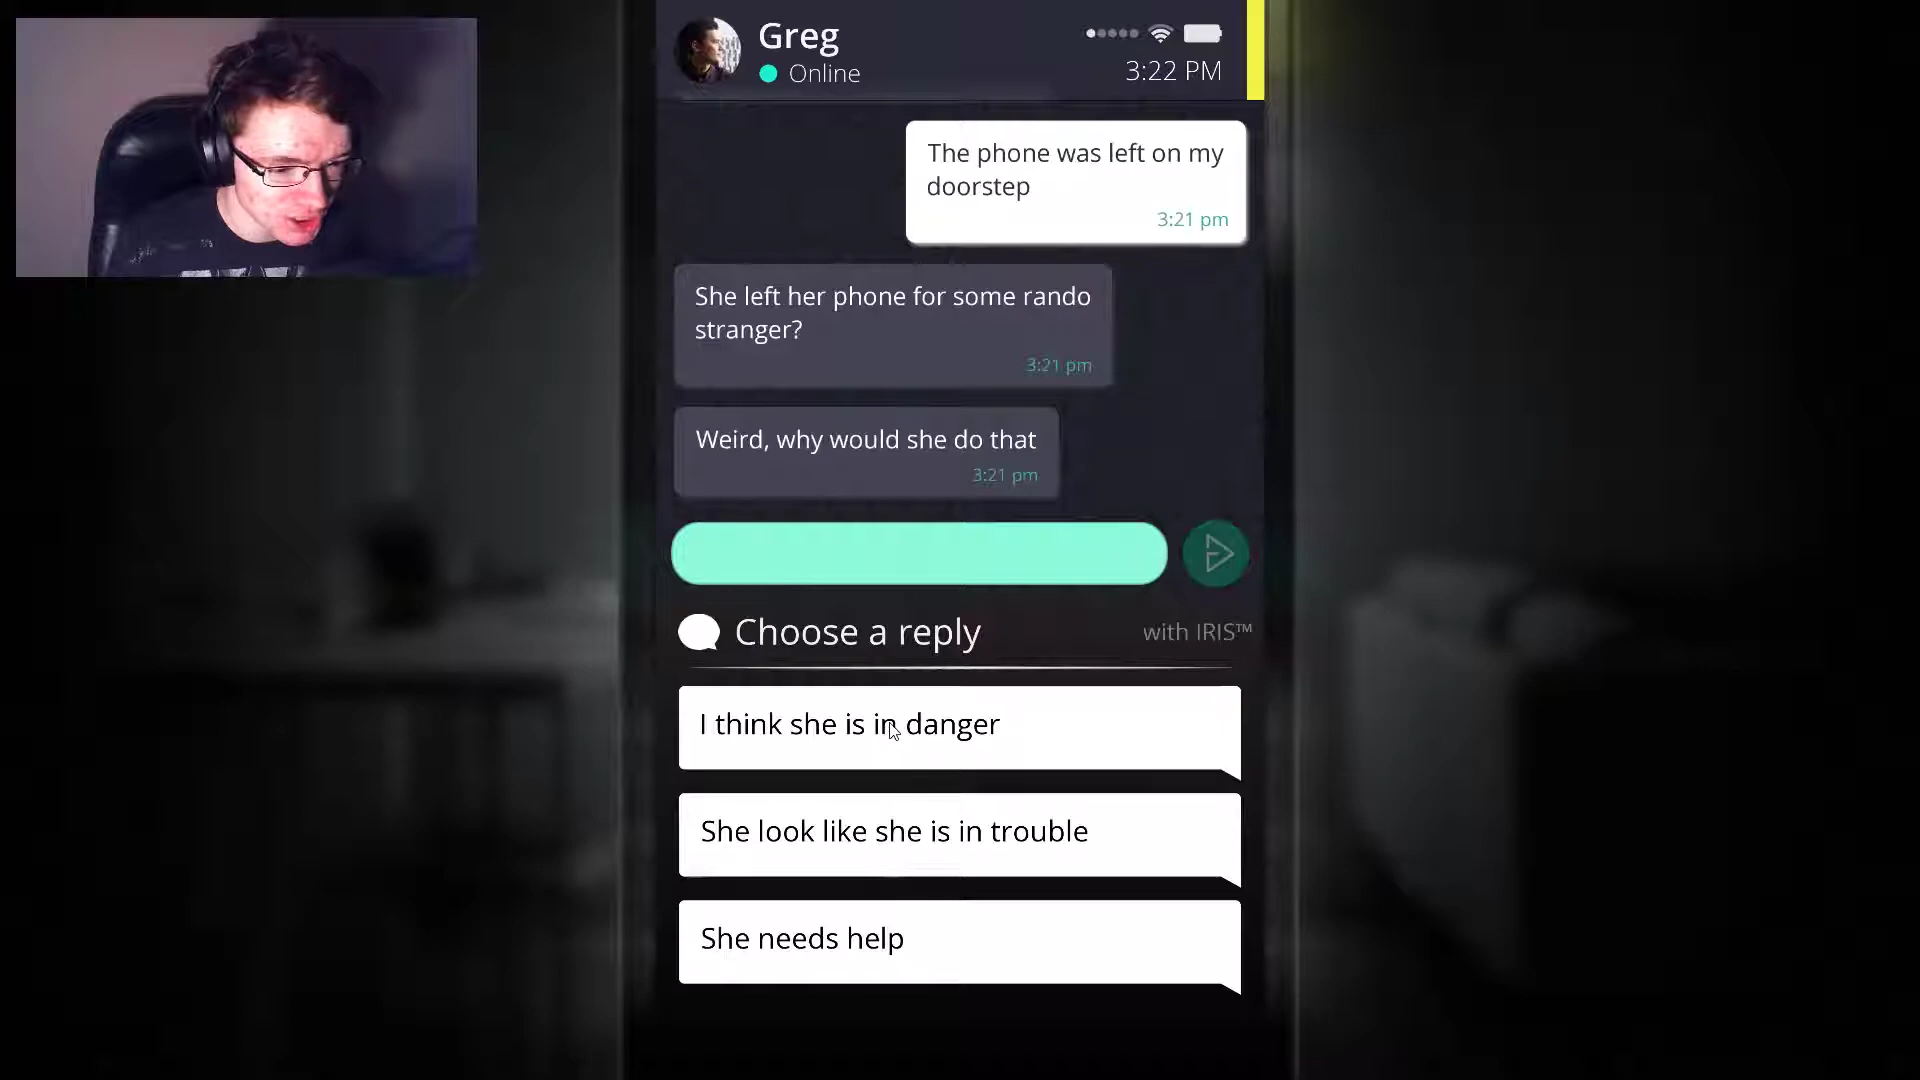 Greg
Online
3:22 PM
The phone was left on my
doorstep
3:21 pm
She left her phone for some rando
stranger?
3:21 pm
Weird, why would she do that
3:21 pm
Choose a reply
with IRIS™
I think she is in danger
She look like she is in trouble
She needs help